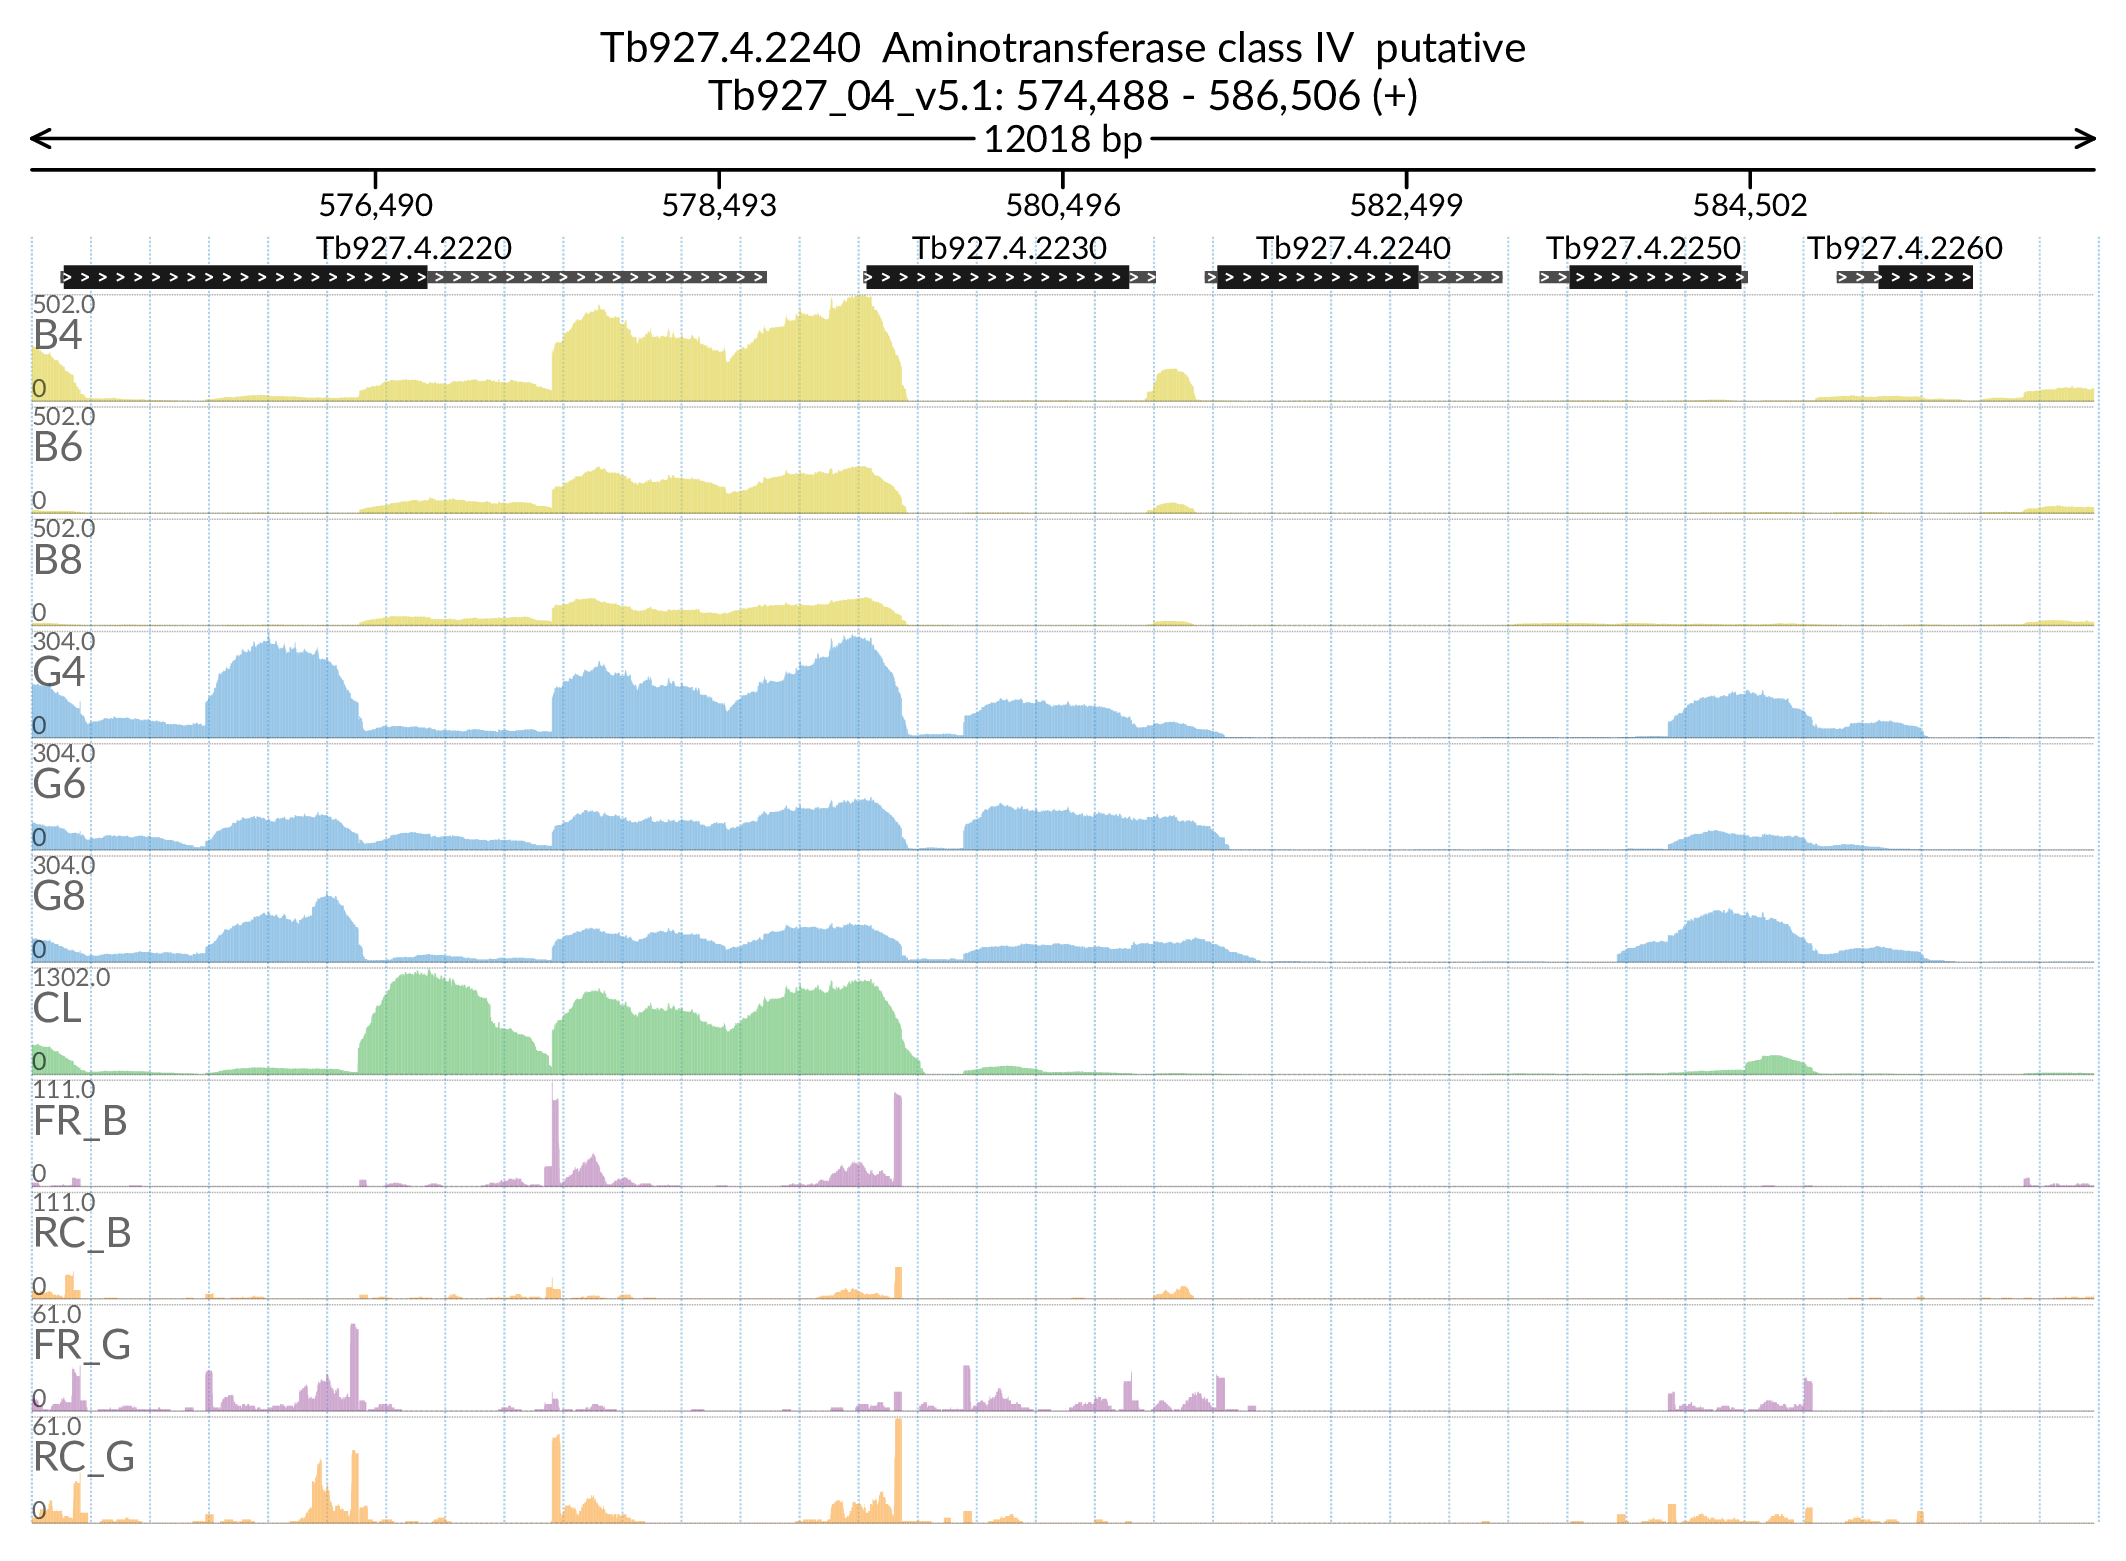 Tb927.4.2240  Aminotransferase class IV  putative
Tb927_04_v5.1: 574,488 - 586,506 (+)
12018 bp
576,490 578,493 580,496 582,499 584,502
Tb927.4.2220 Tb927.4.2230 Tb927.4.2240 Tb927.4.2250 Tb927.4.2260
502.0
B4
0
502.0
B6
0
502.0
B8
0
304.0
G4
0
304.0
G6
0
304.0
G8
0
1302.0
CL
0
111.0
FR_B
0
111.0
RC_B
0
61.0
FR_G
0
61.0
RC_G
0